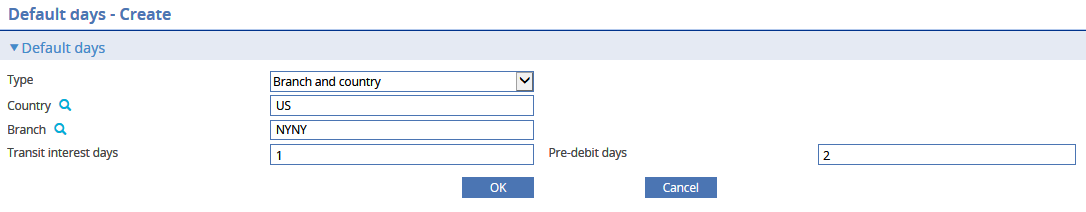 Default days - Create
Default days
Type Branch and country
Country US
Branch NYNY
Transit interest days 1 Pre-debit days 2
OK Cancel